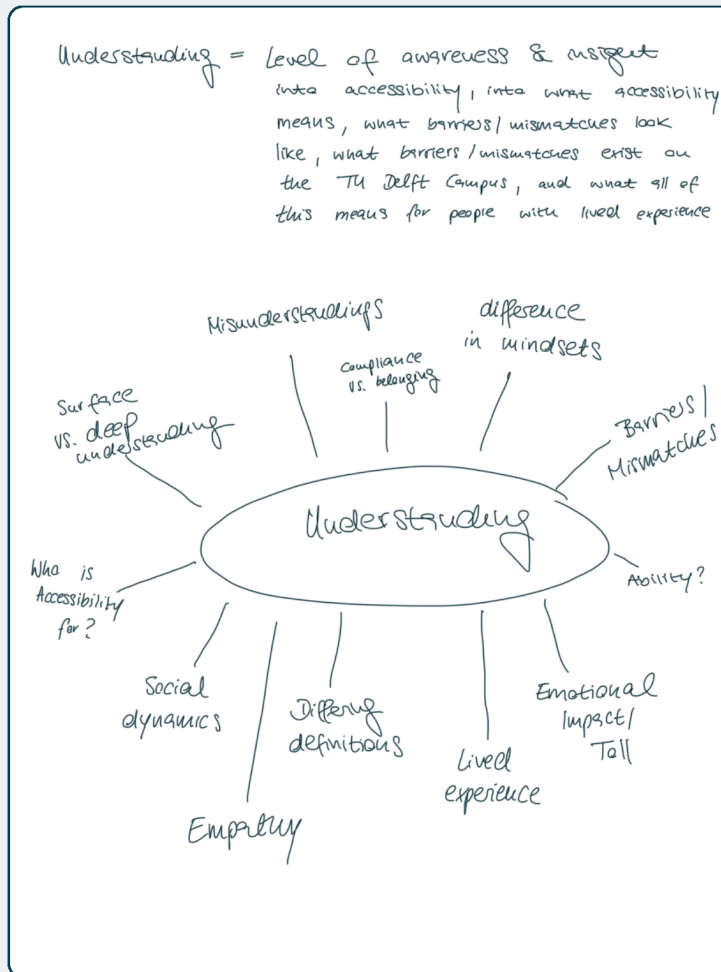 Understanding = Level of awareness & insight
into accessibility, into what accessibility
means, what barriers/mismatches look
like, what barriers/mismatches exist on
the TU Delft Campus, and what all of
this means for people with lived experience
Misunderstandings
difference
in mindsets
Compliance
vs. belonging
Surface
vs. deep
understanding
Barriers/
Mismatches
Understanding
Who is
Accessibility
for?
Ability?
Social
dynamics
Differing
definitions
Emotional
Impact/
Toll
Lived
experience
Empathy